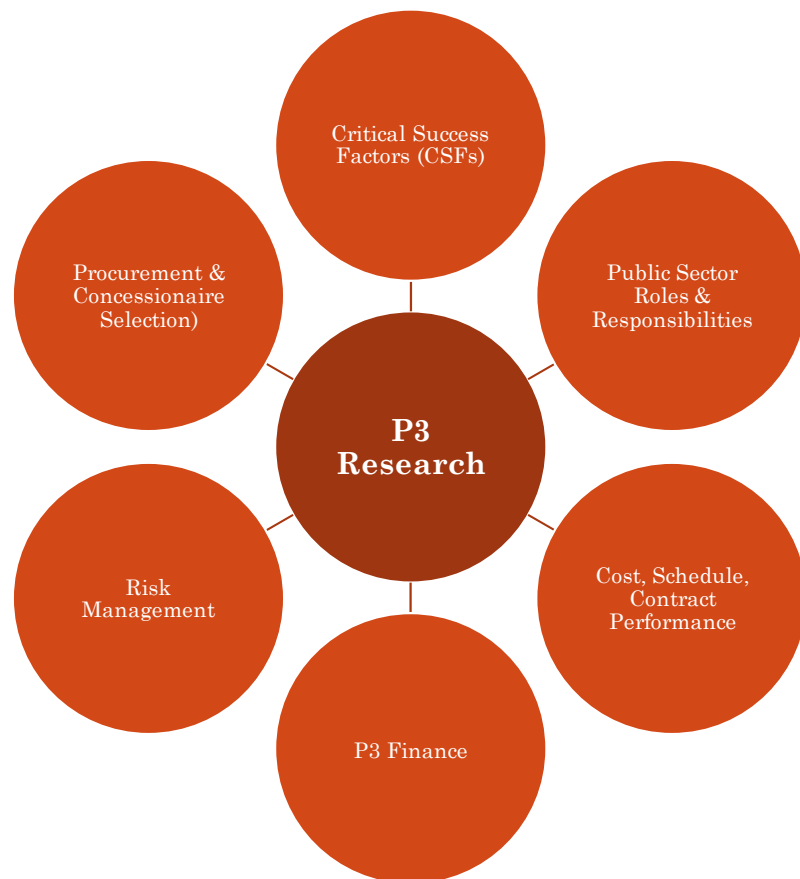 Critical Success
Factors (CSFs)
Procurement &
Concessionaire
Selection)
Public Sector
Roles &
Responsibilities
P3
Research
Risk
Management
Cost, Schedule,
Contract
Performance
P3 Finance